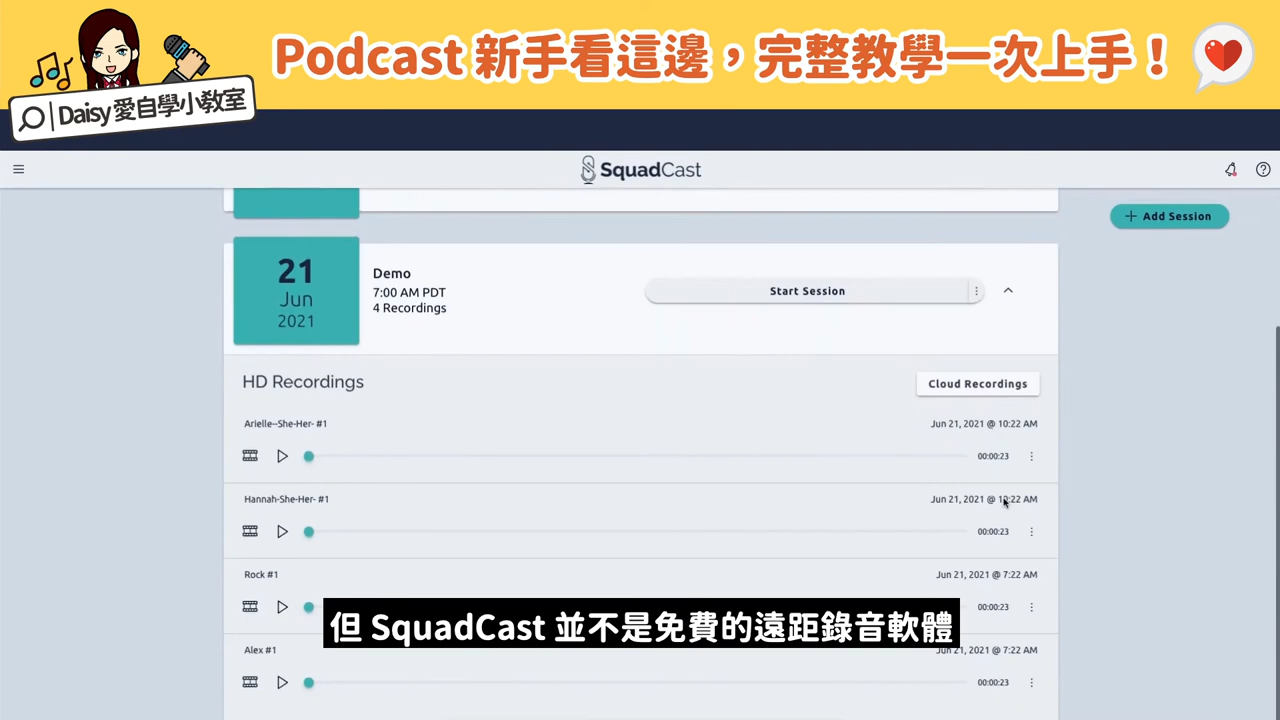 Podcast 新手看這邊，完整教學一次上手！
Daisy 愛自學小教室
SquadCast
Add Session
21
Jun
2021
Demo
7:00 AM PDT
4 Recordings
Start Session
HD Recordings
Cloud Recordings
Arielle--She-Her- #1
Jun 21, 2021 @ 10:22 AM
00:00:23
Hannah-She-Her- #1
Jun 21, 2021 @ 10:22 AM
00:00:23
Rock #1
Jun 21, 2021 @ 7:22 AM
00:00:23
但 SquadCast 並不是免費的遠距錄音軟體
Alex #1
Jun 21, 2021 @ 7:22 AM
00:00:23